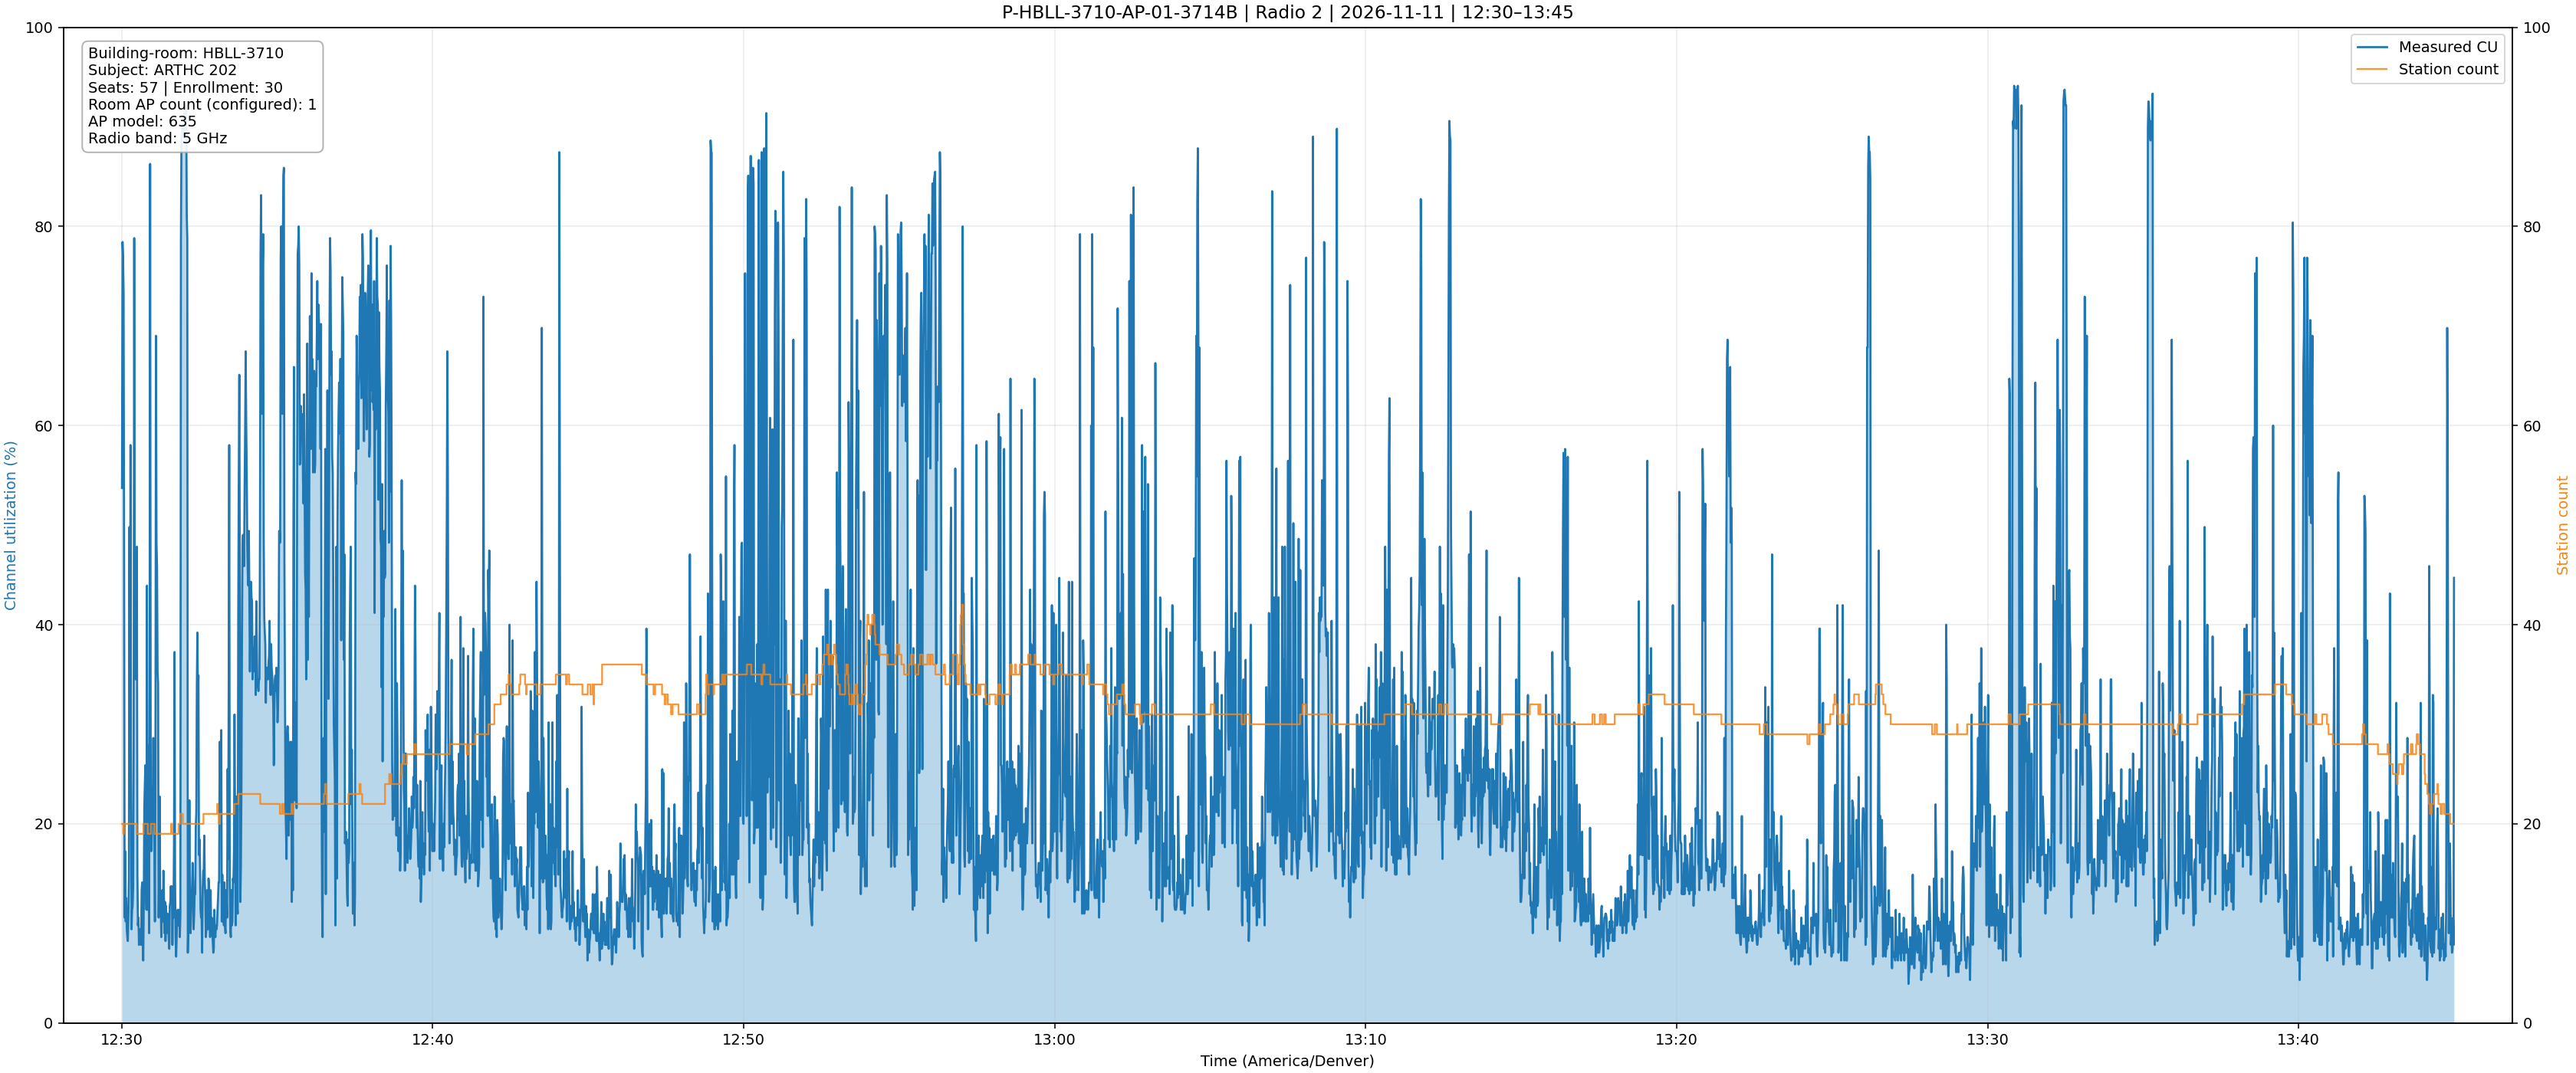 P-HBLL-3710-AP-01-3714B | Radio 2 | 2026-11-11 | 12:30–13:45
Building-room: HBLL-3710
Subject: ARTHC 202
Seats: 57 | Enrollment: 30
Room AP count (configured): 1
AP model: 635
Radio band: 5 GHz
Measured CU
Station count
100
80
60
40
20
0
Channel utilization (%)
100
80
60
40
20
0
Station count
12:30
12:40
12:50
13:00
13:10
13:20
13:30
13:40
Time (America/Denver)